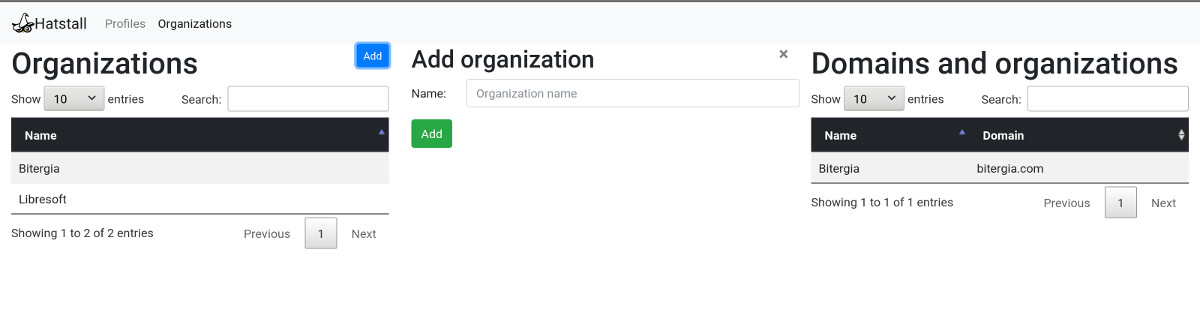 Hatstall Profiles Organizations
Organizations Add
Show 10 entries Search:
Name
Bitergia
Libresoft
Showing 1 to 2 of 2 entries Previous 1 Next
Add organization ×
Name: Organization name
Add
Domains and organizations
Show 10 entries Search:
Name Domain
Bitergia bitergia.com
Showing 1 to 1 of 1 entries Previous 1 Next